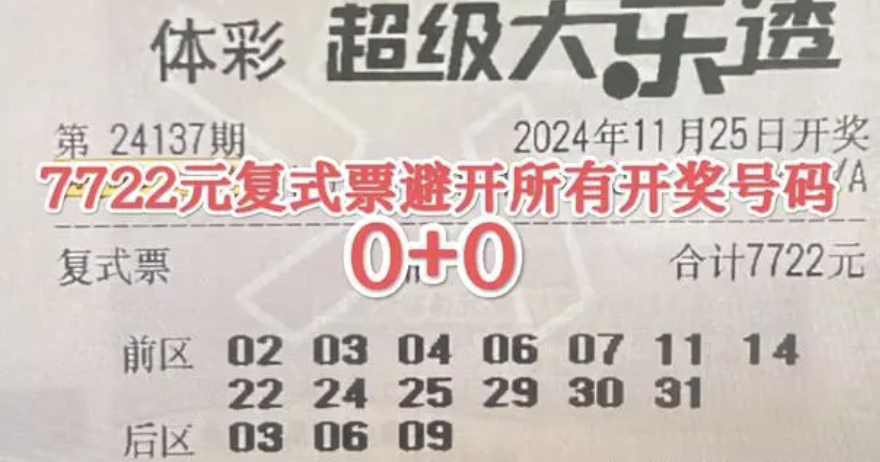 体彩 超级大乐透
第 24137期 2024年11月25日开奖
7722元复式票避开所有开奖号码
/A
0+0
复式票 合计7722元
前区 02 03 04 06 07 11 14
22 24 25 29 30 31
后区 03 06 09